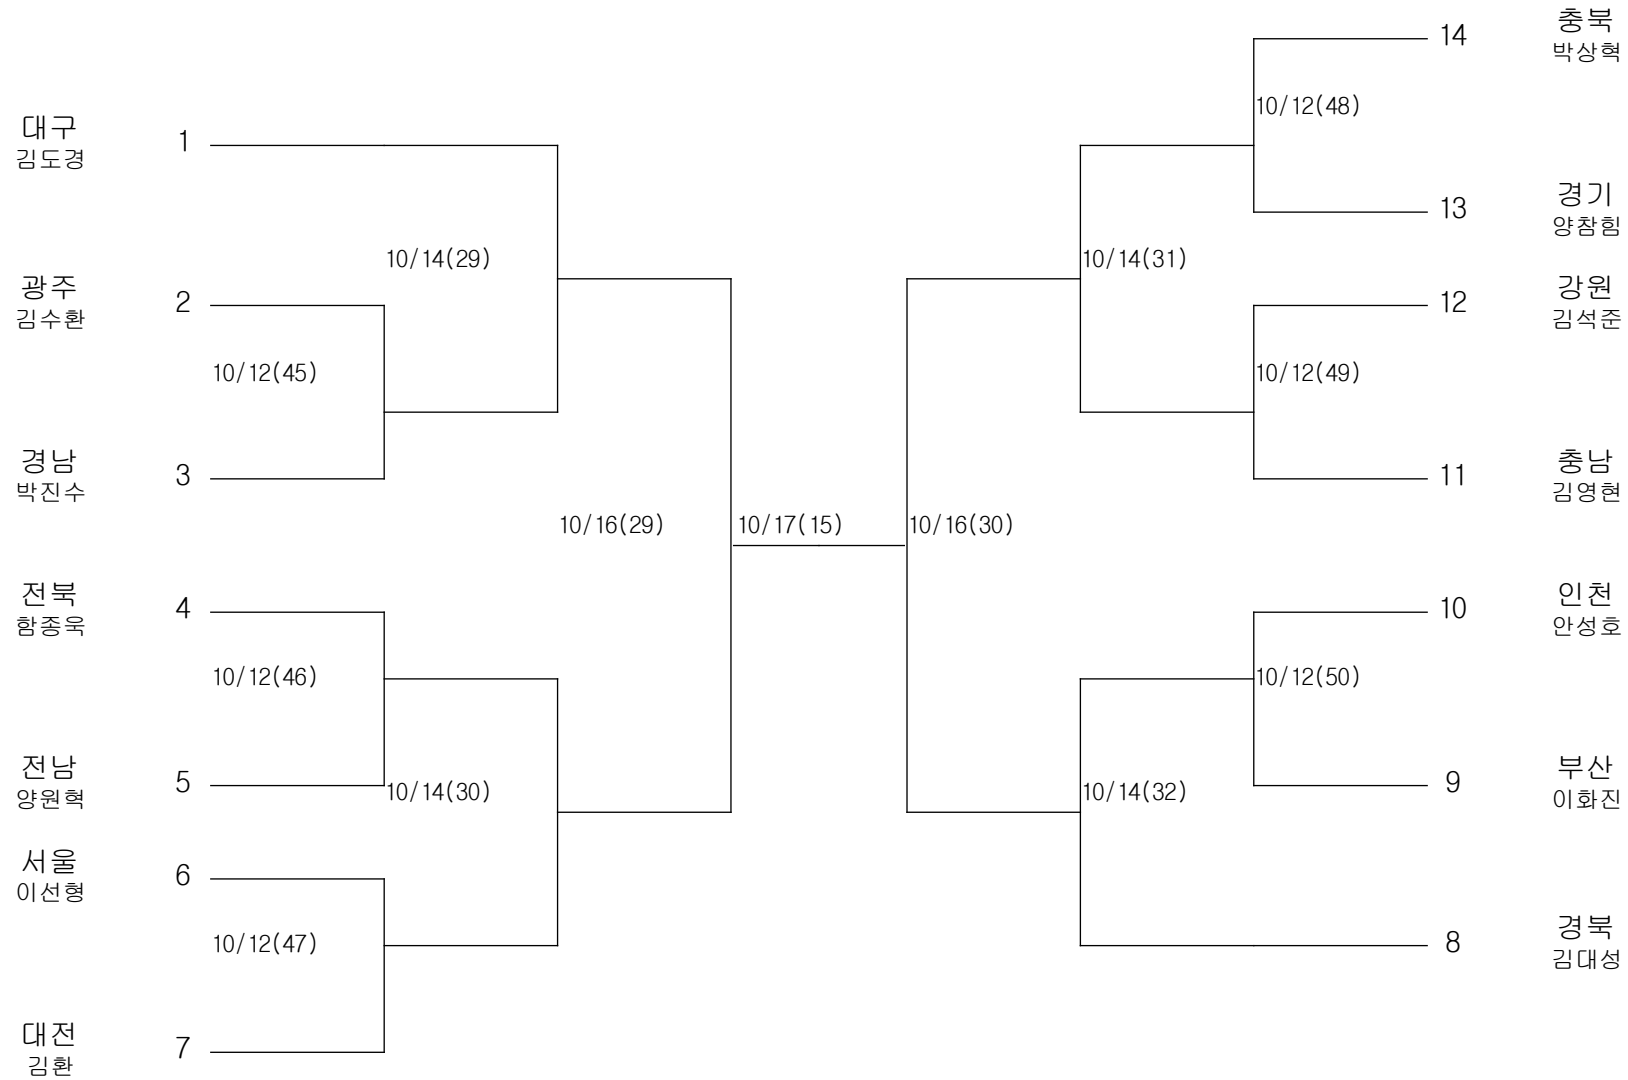 대구
김도경
1
10/14(29)
광주
김수환
2
10/12(45)
경남
박진수
3
10/16(29)
전북
함종욱
4
10/12(46)
전남
양원혁
5
10/14(30)
서울
이선형
6
10/12(47)
대전
김환
7
10/17(15)
14
충북
박상혁
10/12(48)
13
경기
양참힘
10/14(31)
12
강원
김석준
10/12(49)
11
충남
김영현
10/16(30)
10
인천
안성호
10/12(50)
9
부산
이화진
10/14(32)
8
경북
김대성